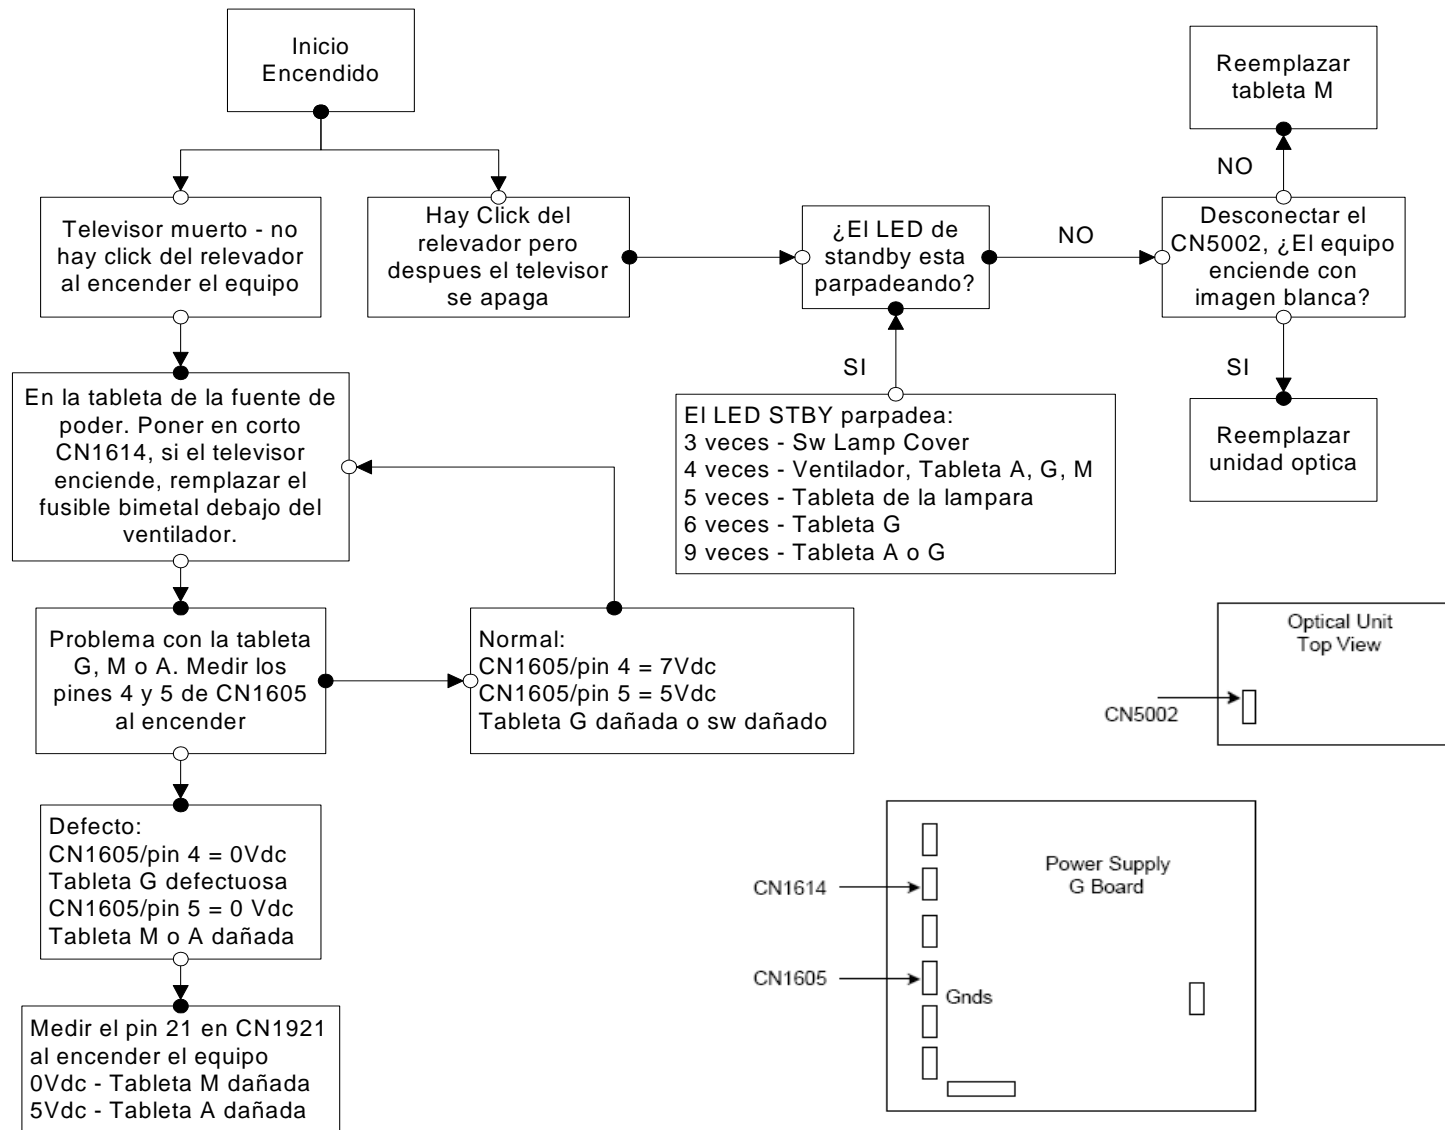 Inicio
Encendido
Reemplazar
tableta M
NO
Televisor muerto - no
hay click del relevador
al encender el equipo
Hay Click del
relevador pero
despues el televisor
se apaga
¿El LED de
standby esta
parpadeando?
NO
Desconectar el
CN5002, ¿El equipo
enciende con
imagen blanca?
SI
SI
En la tableta de la fuente de
poder. Poner en corto
CN1614, si el televisor
enciende, remplazar el
fusible bimetal debajo del
ventilador.
El LED STBY parpadea:
3 veces - Sw Lamp Cover
4 veces - Ventilador, Tableta A, G, M
5 veces - Tableta de la lampara
6 veces - Tableta G
9 veces - Tableta A o G
Reemplazar
unidad optica
Problema con la tableta
G, M o A. Medir los
pines 4 y 5 de CN1605
al encender
Normal:
CN1605/pin 4 = 7Vdc
CN1605/pin 5 = 5Vdc
Tableta G dañada o sw dañado
Optical Unit
Top View
CN5002
Defecto:
CN1605/pin 4 = 0Vdc
Tableta G defectuosa
CN1605/pin 5 = 0 Vdc
Tableta M o A dañada
Power Supply
G Board
CN1614
CN1605
Gnds
Medir el pin 21 en CN1921
al encender el equipo
0Vdc - Tableta M dañada
5Vdc - Tableta A dañada